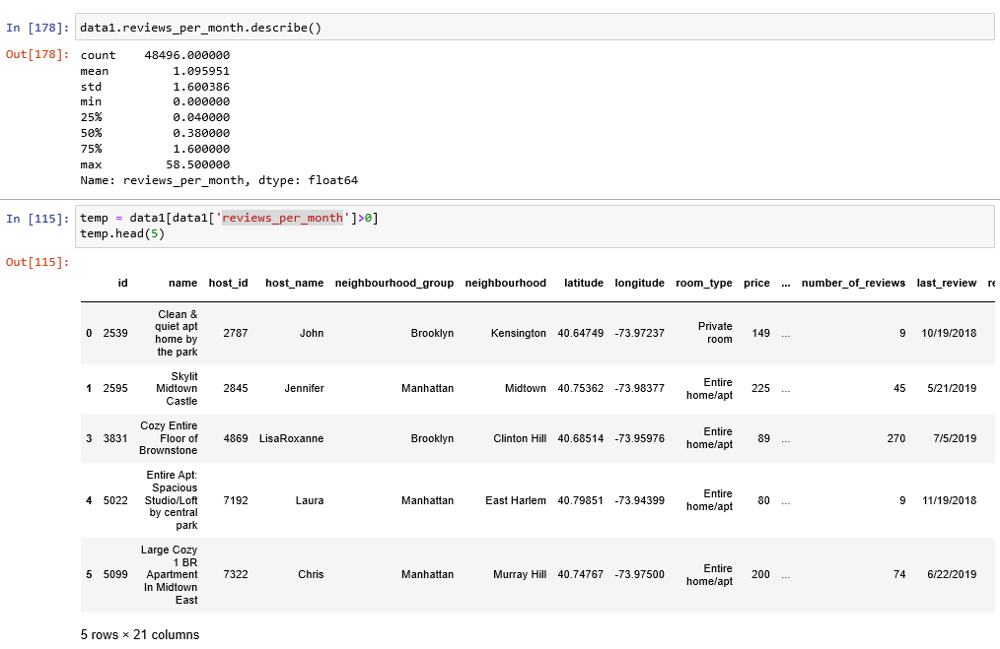 In [178]: data1.reviews_per_month.describe()
Out[178]: count 48496.000000
mean 1.095951
std 1.600386
min 0.000000
25% 0.040000
50% 0.380000
75% 1.600000
max 58.500000
Name: reviews_per_month, dtype: float64
In [115]: temp = data1[data1['reviews_per_month']>0]
temp.head(5)
Out[115]:
id name host_id host_name neighbourhood_group neighbourhood latitude longitude room_type price ... number_of_reviews last_review re
0 2539 Clean & quiet apt home by the park 2787 John Brooklyn Kensington 40.64749 -73.97237 Private room 149 ... 9 10/19/2018
1 2595 Skylit Midtown Castle 2845 Jennifer Manhattan Midtown 40.75362 -73.98377 Entire home/apt 225 ... 45 5/21/2019
3 3831 Cozy Entire Floor of Brownstone 4869 LisaRoxanne Brooklyn Clinton Hill 40.68514 -73.95976 Entire home/apt 89 ... 270 7/5/2019
4 5022 Entire Apt: Spacious Studio/Loft by central park 7192 Laura Manhattan East Harlem 40.79851 -73.94399 Entire home/apt 80 ... 9 11/19/2018
5 5099 Large Cozy 1 BR Apartment In Midtown East 7322 Chris Manhattan Murray Hill 40.74767 -73.97500 Entire home/apt 200 ... 74 6/22/2019
5 rows × 21 columns